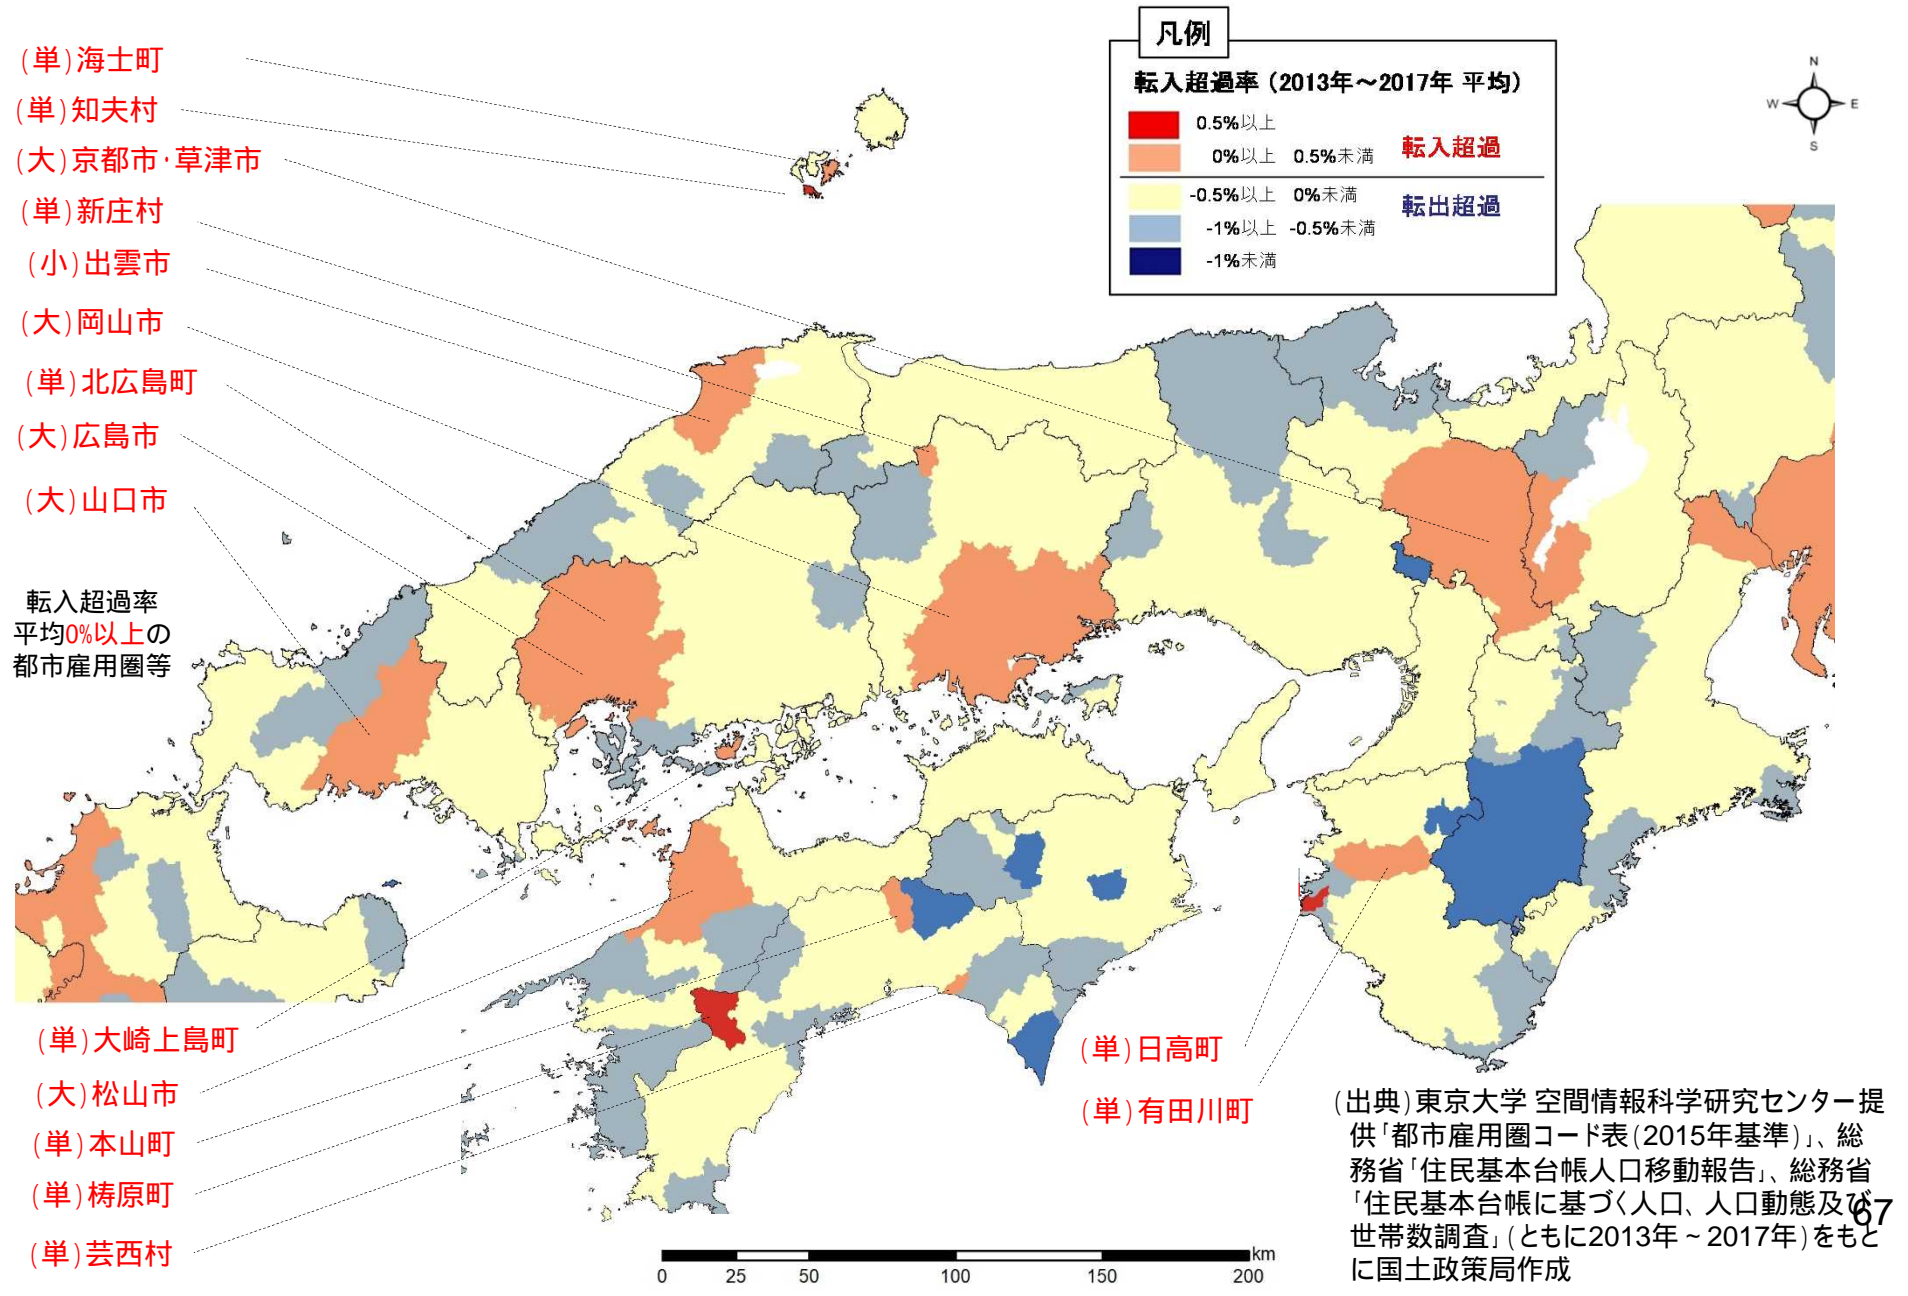 (単)海士町
(単)知夫村
(大)京都市・草津市
(単)新庄村
(小)出雲市
(大)岡山市
(単)北広島町
(大)広島市
(大)山口市
転入超過率
平均0%以上の
都市雇用圏等
凡例
転入超過率（2013年～2017年 平均）
0.5%以上
0%以上 0.5%未満
転入超過
-0.5%以上 0%未満
転出超過
-1%以上 -0.5%未満
-1%未満
N
W E
S
(単)大崎上島町
(大)松山市
(単)本山町
(単)梼原町
(単)芸西村
(単)日高町
(単)有田川町
km
0 25 50 100 150 200
(出典)東京大学 空間情報科学研究センター提
供「都市雇用圏コード表(2015年基準)」、総
務省「住民基本台帳人口移動報告」、総務省
「住民基本台帳に基づく人口、人口動態及び
世帯数調査」(ともに2013年~2017年)をもと
に国土政策局作成
67